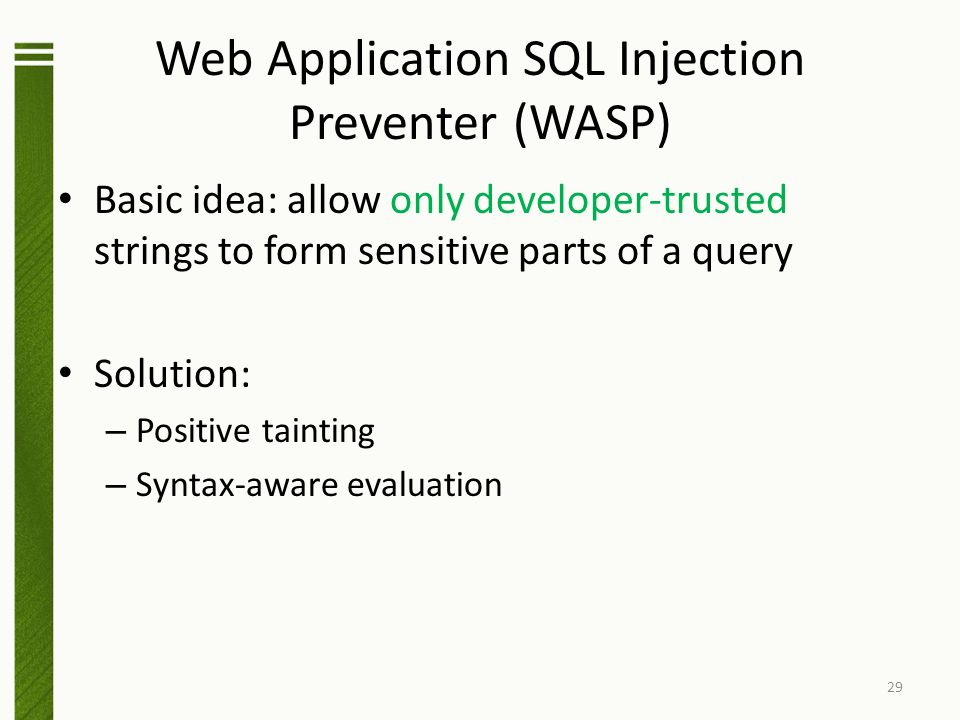 Web Application SQL Injection
Preventer (WASP)
• Basic idea: allow only developer-trusted
strings to form sensitive parts of a query
• Solution:
– Positive tainting
– Syntax-aware evaluation
29